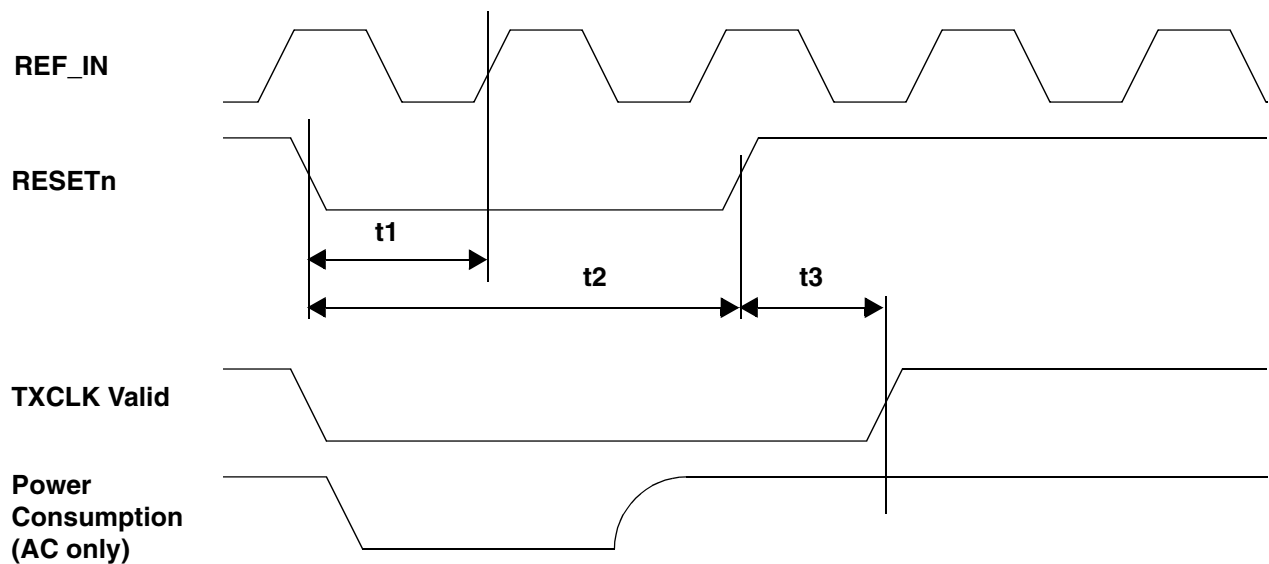 REF_IN
RESETn
t1
t2
t3
TXCLK Valid
Power
Consumption
(AC only)